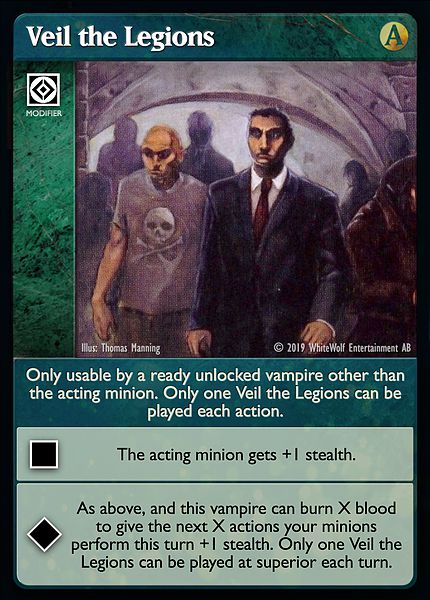 Veil the Legions
A
MODIFIER
Illus: Thomas Manning
© 2019 WhiteWolf Entertainment AB
Only usable by a ready unlocked vampire other than
the acting minion. Only one Veil the Legions can be
played each action.
The acting minion gets +1 stealth.
As above, and this vampire can burn X blood
to give the next X actions your minions
perform this turn +1 stealth. Only one Veil the
Legions can be played at superior each turn.